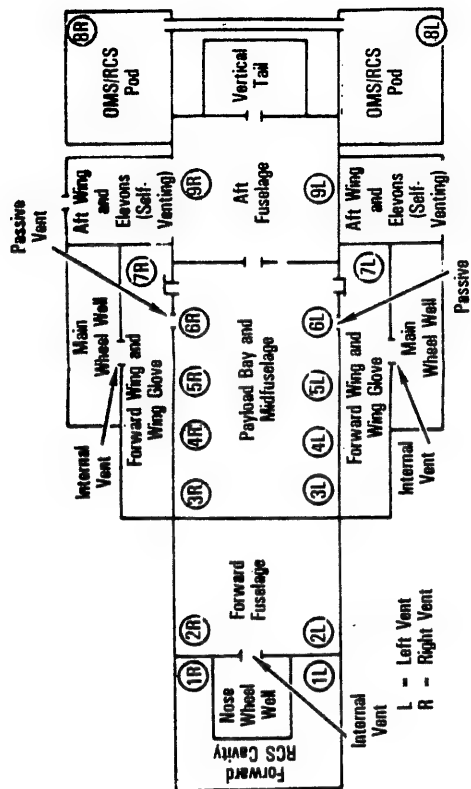 8R
OMS/RCS
Pod
Vertical
Tail
8L
OMS/RCS
Pod
Passive
Vent
Aft Wing
and
Elevons
(Self-
Venting)
9R
Aft
Fuselage
9L
Aft Wing
and
Elevons
(Self-
Venting)
Main
Wheel Well
7R
Forward Wing and
Wing Glove
Internal
Vent
6R
5R
4R
3R
Payload Bay and
Midfuselage
6L
5L
4L
3L
7L
Forward Wing and
Wing Glove
Main
Wheel Well
Internal
Vent
Passive
2R
Forward
Fuselage
2L
1R
Nose
Wheel
Well
1L
Internal
Vent
Forward
RCS Cavity
L – Left Vent
R – Right Vent